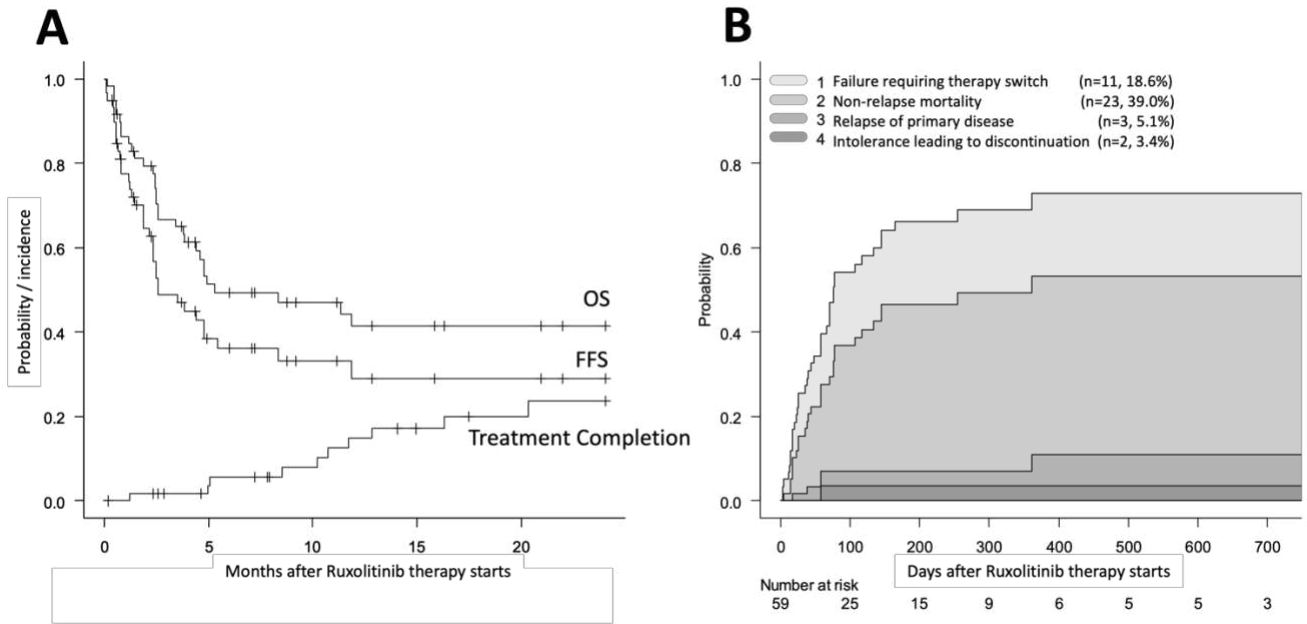 A
1.0
0.8
0.6
0.4
0.2
0.0
Probability / incidence
OS
FFS
Treatment Completion
0 5 10 15 20
Months after Ruxolitinib therapy starts
B
1.0
0.8
0.6
0.4
0.2
0.0
Probability
1 Failure requiring therapy switch (n=11, 18.6%)
2 Non-relapse mortality (n=23, 39.0%)
3 Relapse of primary disease (n=3, 5.1%)
4 Intolerance leading to discontinuation (n=2, 3.4%)
0 100 200 300 400 500 600 700
Days after Ruxolitinib therapy starts
Number at risk
59 25 15 9 6 5 5 3